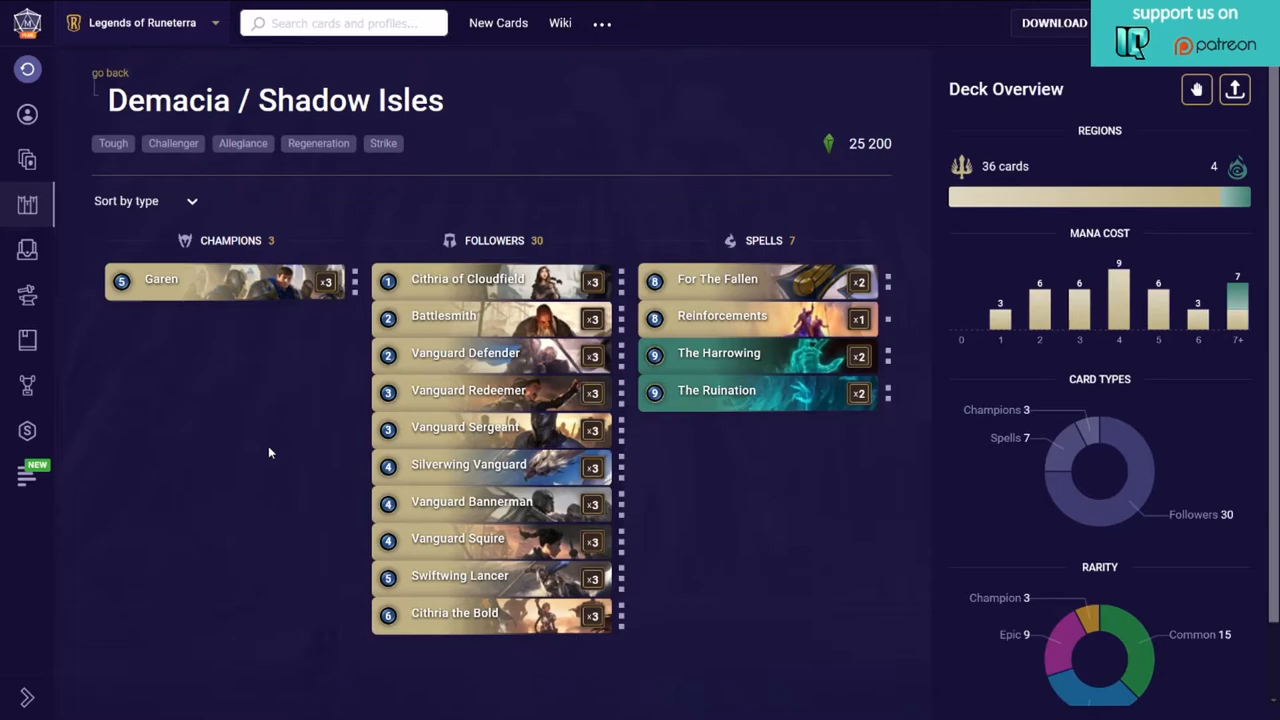 Legends of Runeterra
Search cards and profiles...
New Cards
Wiki
DOWNLOAD
support us on
patreon
go back
Demacia / Shadow Isles
Tough
Challenger
Allegiance
Regeneration
Strike
25 200
Sort by type
CHAMPIONS 3
5 Garen x3
FOLLOWERS 30
1 Cithria of Cloudfield x3
2 Battlesmith x3
2 Vanguard Defender x3
3 Vanguard Redeemer x3
3 Vanguard Sergeant x3
4 Silverwing Vanguard x3
4 Vanguard Bannerman x3
4 Vanguard Squire x3
5 Swiftwing Lancer x3
6 Cithria the Bold x3
SPELLS 7
8 For The Fallen x2
8 Reinforcements x1
9 The Harrowing x2
9 The Ruination x2
Deck Overview
REGIONS
36 cards 4
MANA COST
3 6 6 9 6 3 7
0 1 2 3 4 5 6 7+
CARD TYPES
Champions 3
Spells 7
Followers 30
RARITY
Champion 3
Epic 9
Common 15
NEW